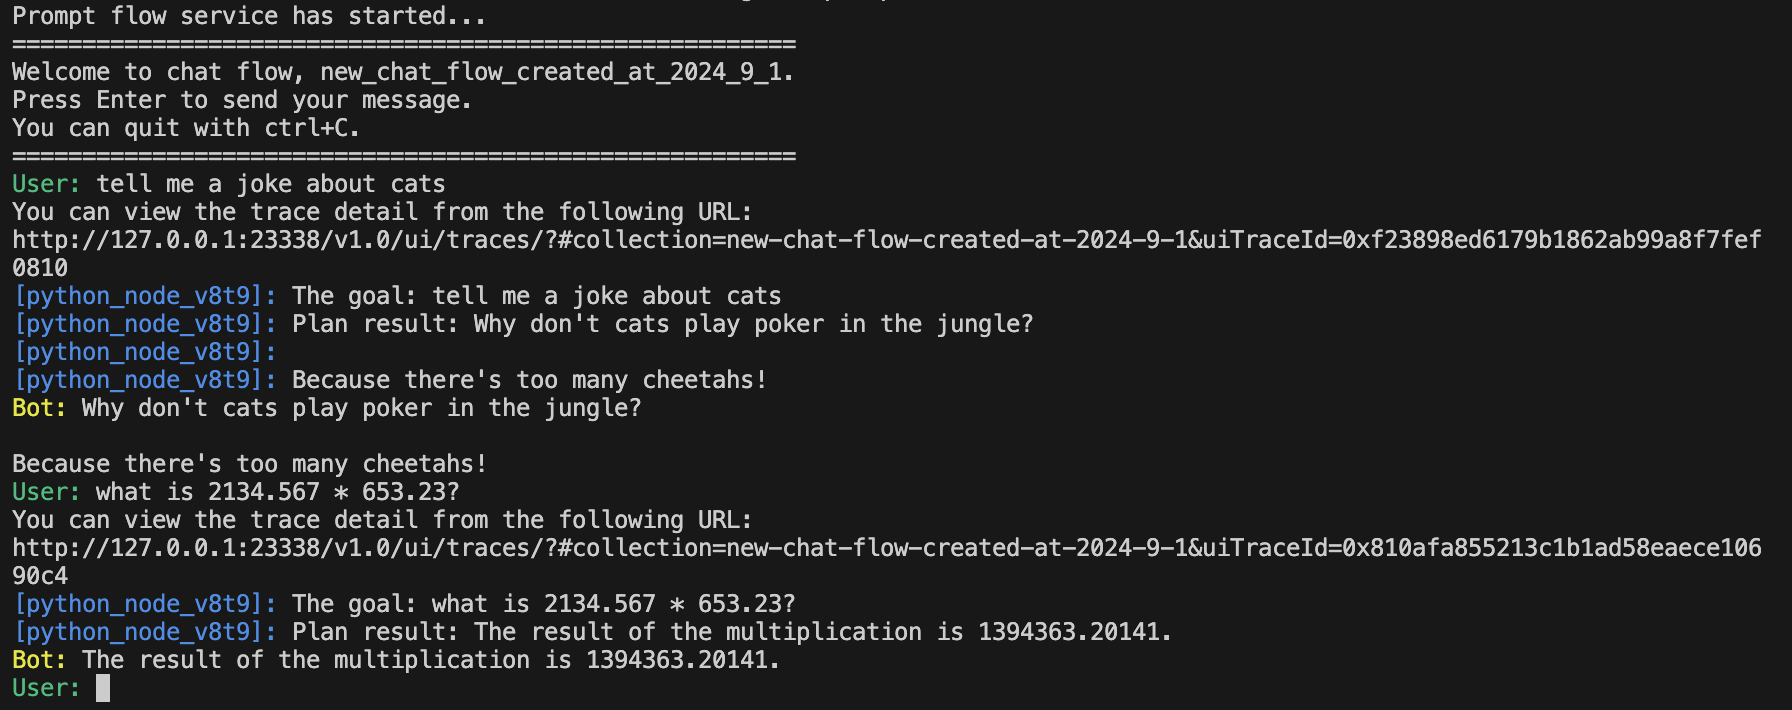 Prompt flow service has started...
========================================================
Welcome to chat flow, new_chat_flow_created_at_2024_9_1.
Press Enter to send your message.
You can quit with ctrl+C.
========================================================
User: tell me a joke about cats
You can view the trace detail from the following URL:
http://127.0.0.1:23338/v1.0/ui/traces/?#collection=new-chat-flow-created-at-2024-9-1&uiTraceId=0xf23898ed6179b1862ab99a8f7fef
0810
[python_node_v8t9]: The goal: tell me a joke about cats
[python_node_v8t9]: Plan result: Why don't cats play poker in the jungle?
[python_node_v8t9]:
[python_node_v8t9]: Because there's too many cheetahs!
Bot: Why don't cats play poker in the jungle?
Because there's too many cheetahs!
User: what is 2134.567 * 653.23?
You can view the trace detail from the following URL:
http://127.0.0.1:23338/v1.0/ui/traces/?#collection=new-chat-flow-created-at-2024-9-1&uiTraceId=0x810afa855213c1b1ad58eaece106
90c4
[python_node_v8t9]: The goal: what is 2134.567 * 653.23?
[python_node_v8t9]: Plan result: The result of the multiplication is 1394363.20141.
Bot: The result of the multiplication is 1394363.20141.
User: